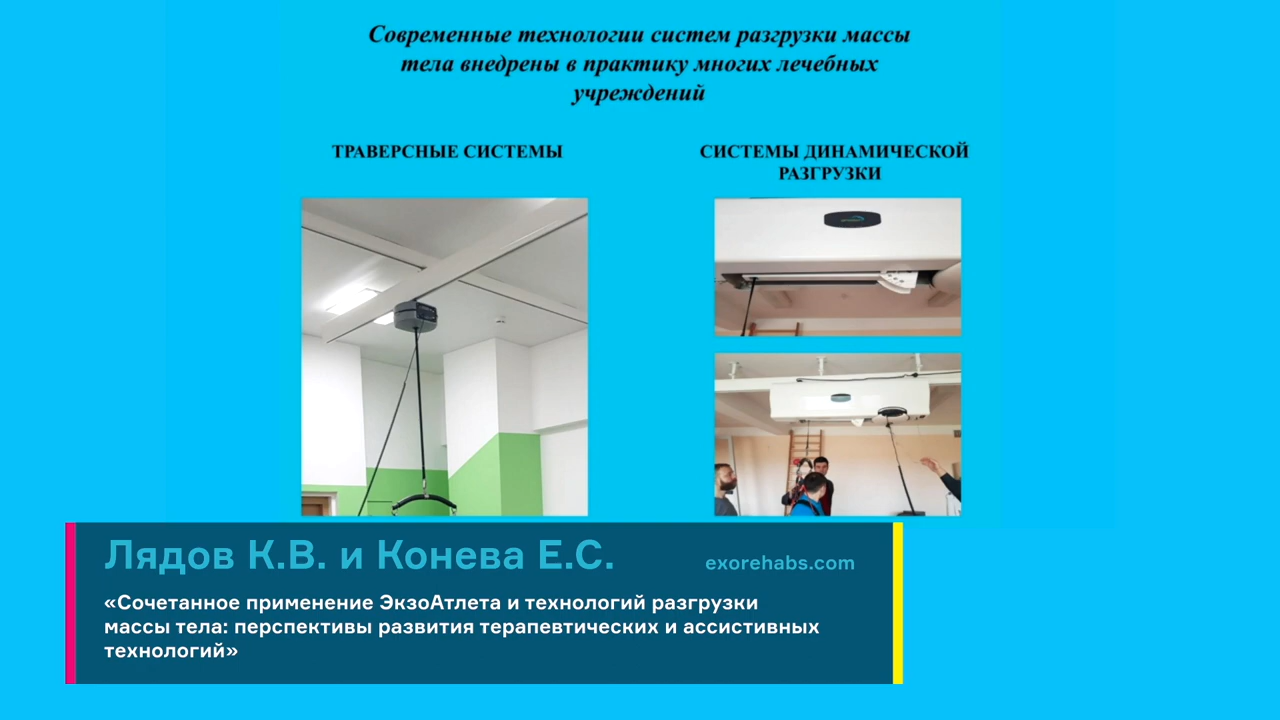 Современные технологии систем разгрузки массы
тела внедрены в практику многих лечебных
учреждений
ТРАВЕРСНЫЕ СИСТЕМЫ
СИСТЕМЫ ДИНАМИЧЕСКОЙ
РАЗГРУЗКИ
Лядов К.В. и Конева Е.С.
exorehabs.com
«Сочетанное применение ЭкзоАтлета и технологий разгрузки
массы тела: перспективы развития терапевтических и ассистивных
технологий»